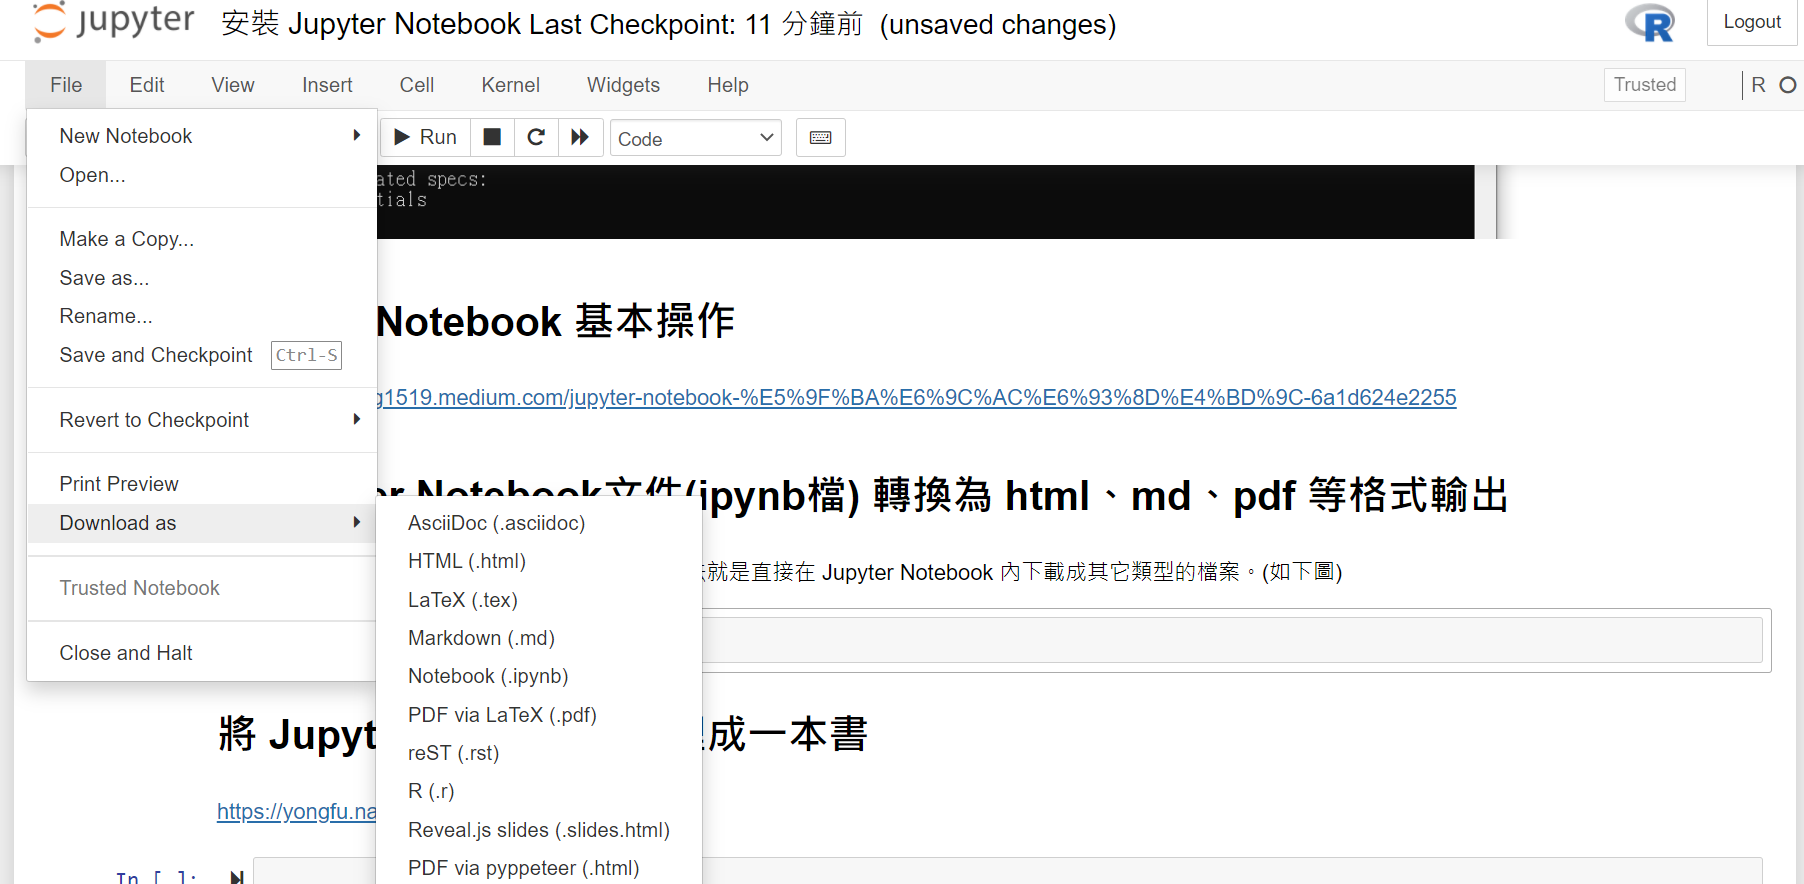 jupyter 安裝 Jupyter Notebook Last Checkpoint: 11 分鐘前 (unsaved changes)
R
Logout
File Edit View Insert Cell Kernel Widgets Help
Trusted
R
New Notebook
Open...
Make a Copy...
Save as...
Rename...
Save and Checkpoint Ctrl-S
Revert to Checkpoint
Print Preview
Download as
Trusted Notebook
Close and Halt
AsciiDoc (.asciidoc)
HTML (.html)
LaTeX (.tex)
Markdown (.md)
Notebook (.ipynb)
PDF via LaTeX (.pdf)
reST (.rst)
R (.r)
Reveal.js slides (.slides.html)
PDF via pyppeteer (.html)
Run
Code
ated specs:
tials
Notebook 基本操作
g1519.medium.com/jupyter-notebook-%E5%9F%BA%E6%9C%AC%E6%93%8D%E4%BD%9C-6a1d624e2255
er Notebook文件(ipynb檔) 轉換為 html、md、pdf 等格式輸出
就是直接在 Jupyter Notebook 內下載成其它類型的檔案。(如下圖)
將 Jupyt
成一本書
https://yongfu.na
In [ ]: